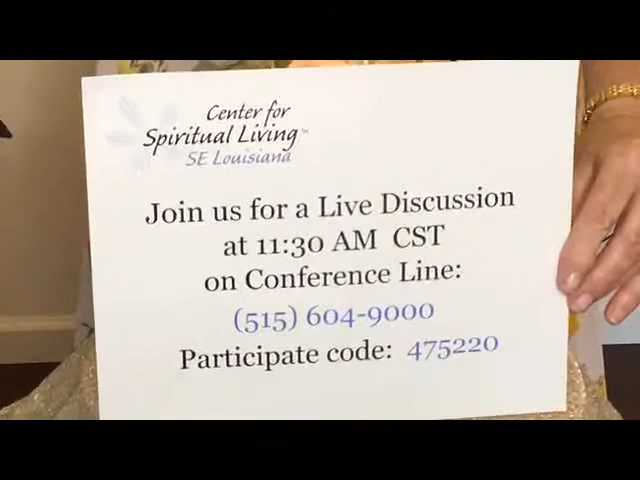 Center for
Spiritual Living™
SE Louisiana
Join us for a Live Discussion
at 11:30 AM CST
on Conference Line:
(515) 604-9000
Participate code: 475220